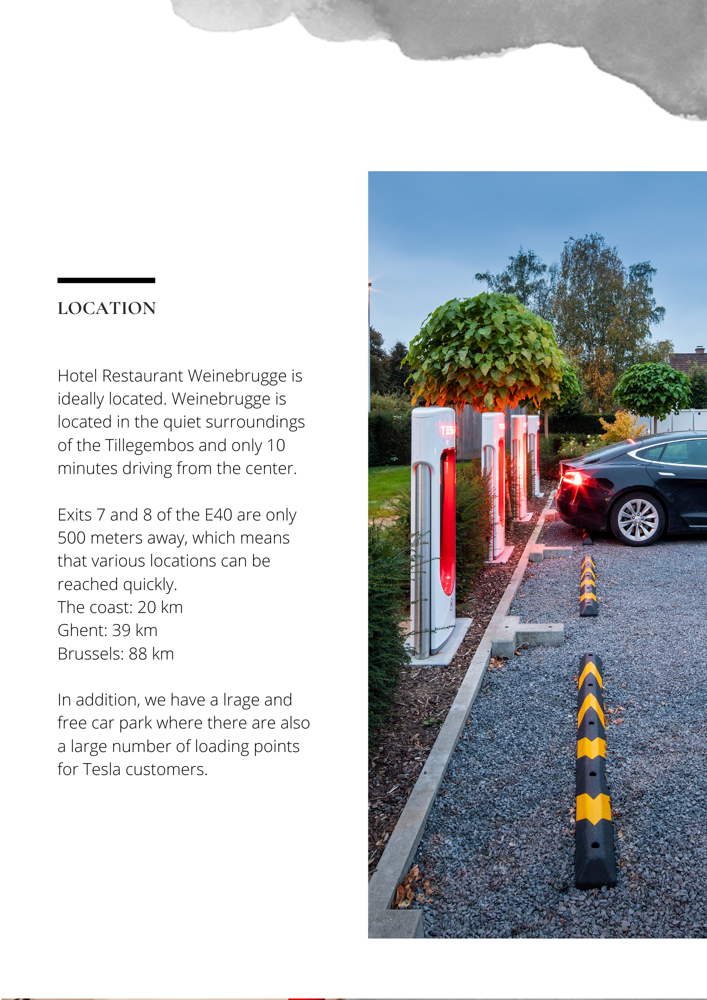 LOCATION
Hotel Restaurant Weinebrugge is
ideally located. Weinebrugge is
located in the quiet surroundings
of the Tillegembos and only 10
minutes driving from the center.
Exits 7 and 8 of the E40 are only
500 meters away, which means
that various locations can be
reached quickly.
The coast: 20 km
Ghent: 39 km
Brussels: 88 km
In addition, we have a lrage and
free car park where there are also
a large number of loading points
for Tesla customers.